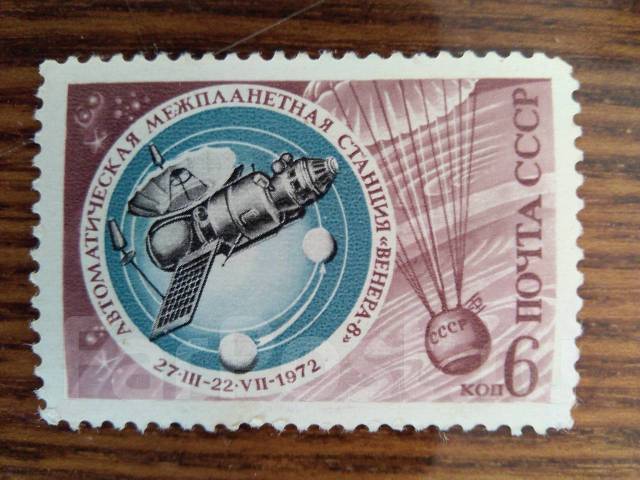 АВТОМАТИЧЕСКАЯ МЕЖПЛАНЕТНАЯ СТАНЦИЯ «ВЕНЕРА-8»
27·III–22·VII–1972
ПОЧТА СССР
СССР
КОП 6